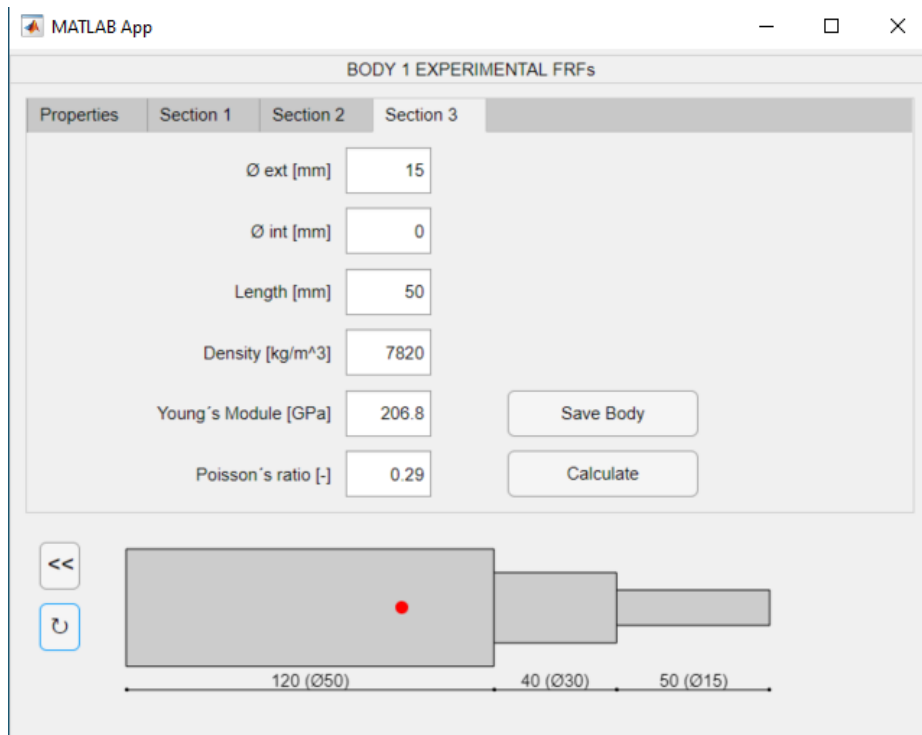 MATLAB App
BODY 1 EXPERIMENTAL FRFs
Properties Section 1 Section 2 Section 3
Ø ext [mm] 15
Ø int [mm] 0
Length [mm] 50
Density [kg/m^3] 7820
Young´s Module [GPa] 206.8 Save Body
Poisson´s ratio [-] 0.29 Calculate
<<
↻
120 (Ø50) 40 (Ø30) 50 (Ø15)